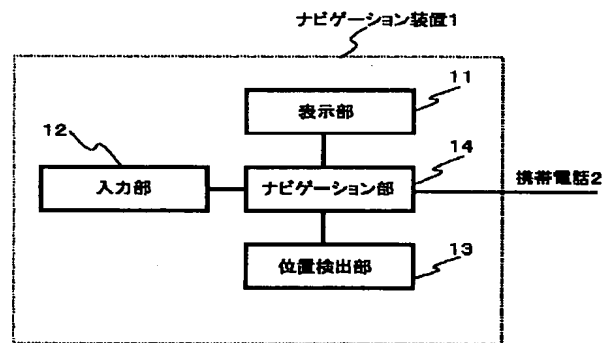 ナビゲーション装置1
11
表示部
12
14
入力部
ナビゲーション部
携帯電話2
13
位置検出部